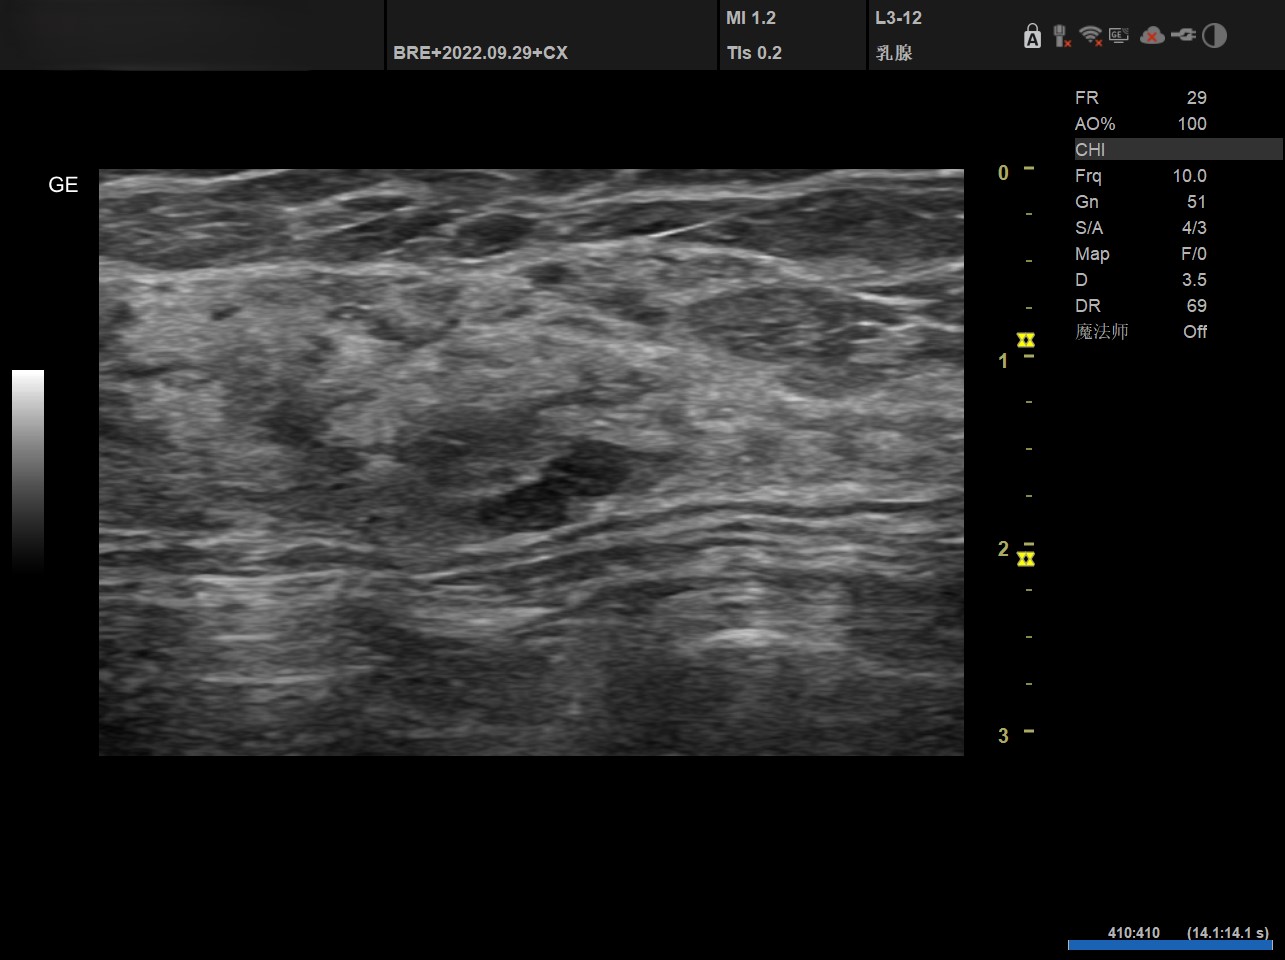 MI 1.2
L3-12
BRE+2022.09.29+CX
TIs 0.2
乳腺
FR 29
AO% 100
CHI
Frq 10.0
Gn 51
S/A 4/3
Map F/0
D 3.5
DR 69
魔法师 Off
GE
0
1
2
3
410:410 (14.1:14.1 s)